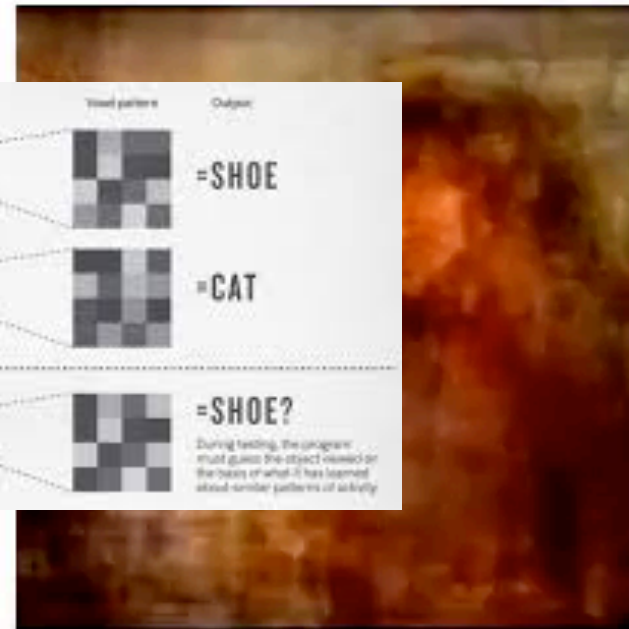 Voxel pattern Output
=SHOE
=CAT
=SHOE?
During testing, the program
must guess the object viewed on
the basis of what it has learned
about similar patterns of activity